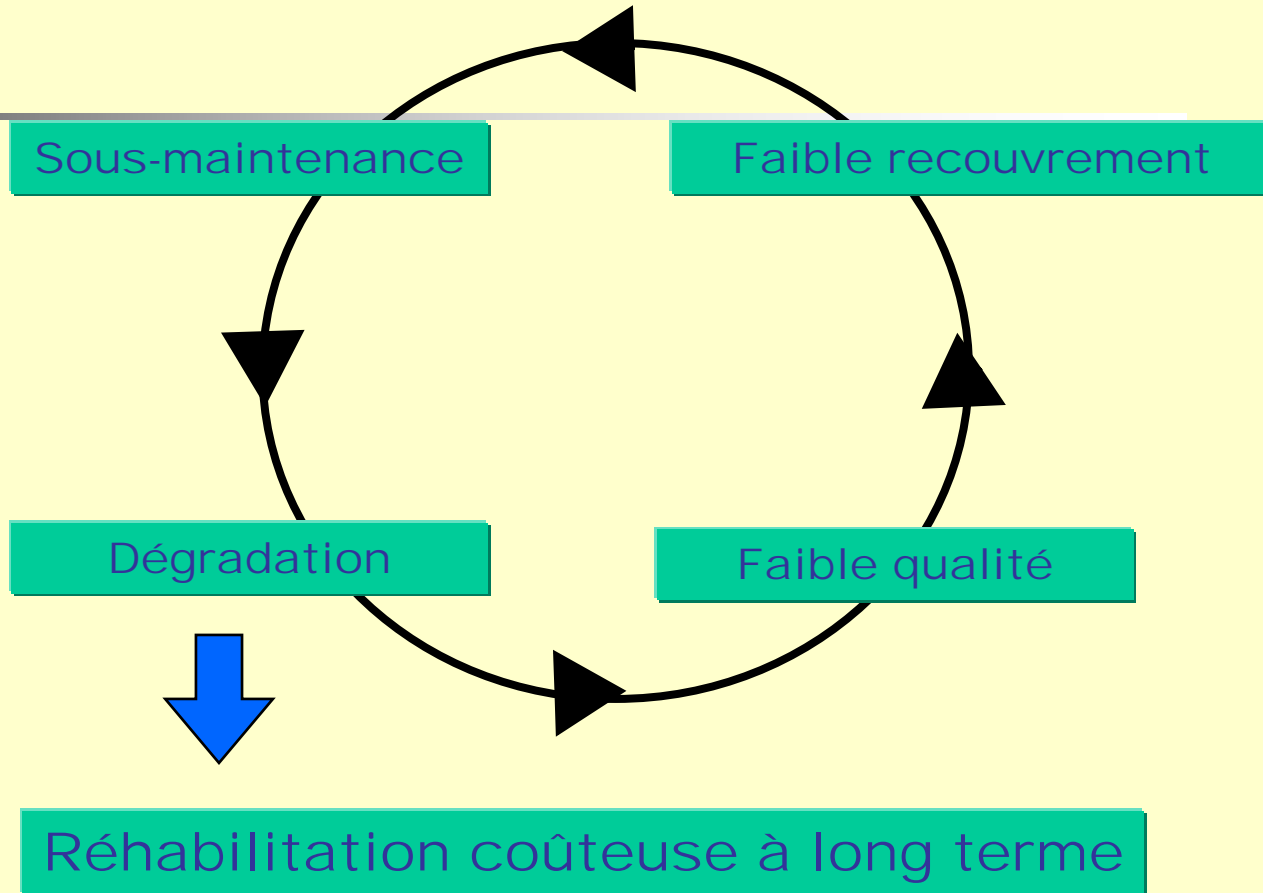 Sous-maintenance
Faible recouvrement
Dégradation
Faible qualité
Réhabilitation coûteuse à long terme